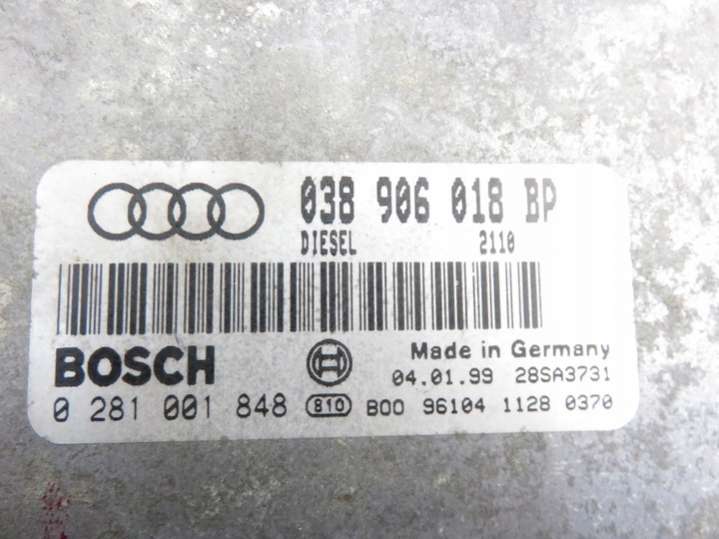 038 906 018 BP
DIESEL 2110
BOSCH
Made in Germany
04.01.99 28SA3731
0 281 001 848 810 B00 96104 1128 0370